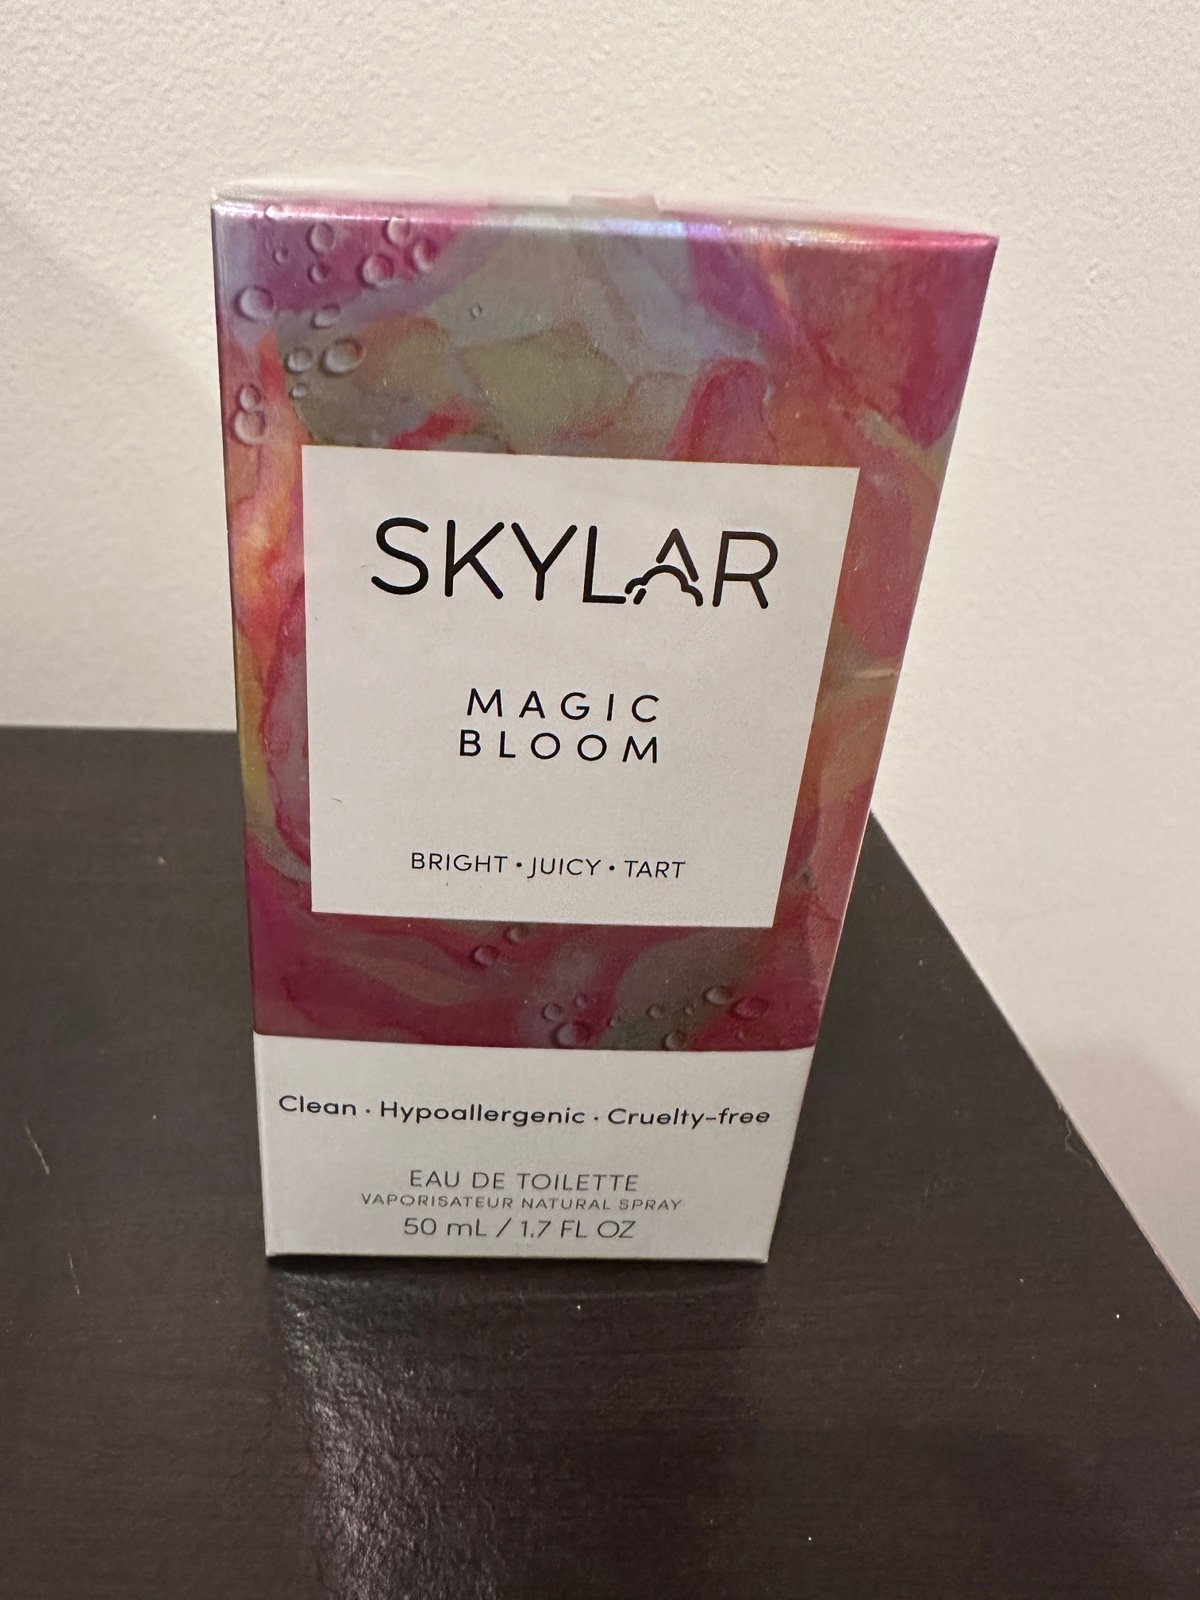 SKYLAR
MAGIC
BLOOM
BRIGHT • JUICY • TART
Clean · Hypoallergenic · Cruelty-free
EAU DE TOILETTE
VAPORISATEUR NATURAL SPRAY
50 mL / 1.7 FL OZ